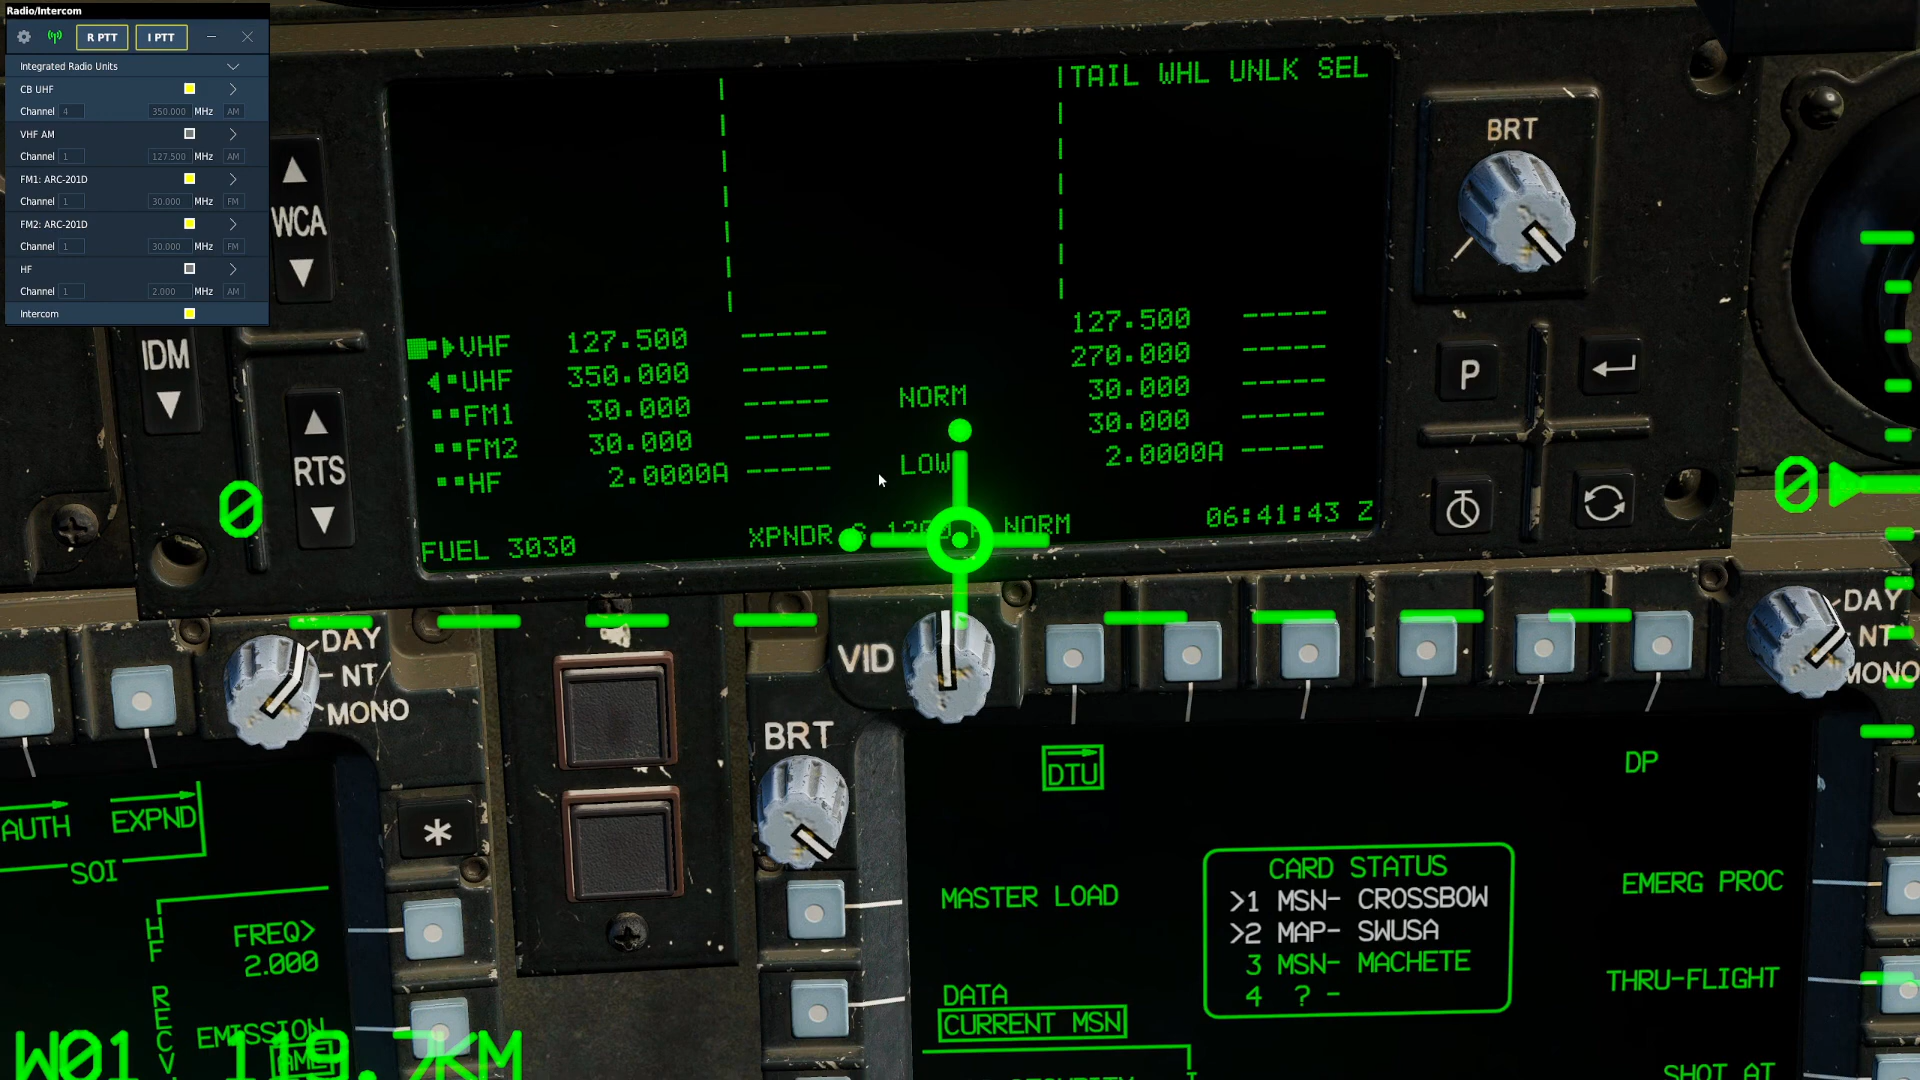 Radio/Intercom
R PTT
I PTT
Integrated Radio Units
CB UHF
Channel 4 350.000 MHz AM
VHF AM
Channel 1 127.500 MHz AM
FM1: ARC-201D
Channel 1 30.000 MHz FM
FM2: ARC-201D
Channel 1 30.000 MHz FM
HF
Channel 1 2.000 MHz AM
Intercom
WCA
IDM
RTS
TAIL WHL UNLK SEL
VHF 127.500 ----- 127.500 -----
UHF 350.000 ----- 270.000 -----
FM1 30.000 ----- 30.000 -----
FM2 30.000 ----- 30.000 -----
HF 2.0000A ----- 2.0000A -----
NORM
LOW
FUEL 3030
XPNDR NORM
06:41:43 Z
BRT
P
0
0
DAY
NT
MONO
VID
BRT
DAY
NT
MONO
AUTH
EXPND
SOI
HF RECV
FREQ>
2.000
EMISSION
*
DTU
DP
MASTER LOAD
CARD STATUS
>1 MSN- CROSSBOW
>2 MAP- SWUSA
3 MSN- MACHETE
4 ? -
EMERG PROC
THRU-FLIGHT
DATA
CURRENT MSN
SHOT AT
W01 119.7KM